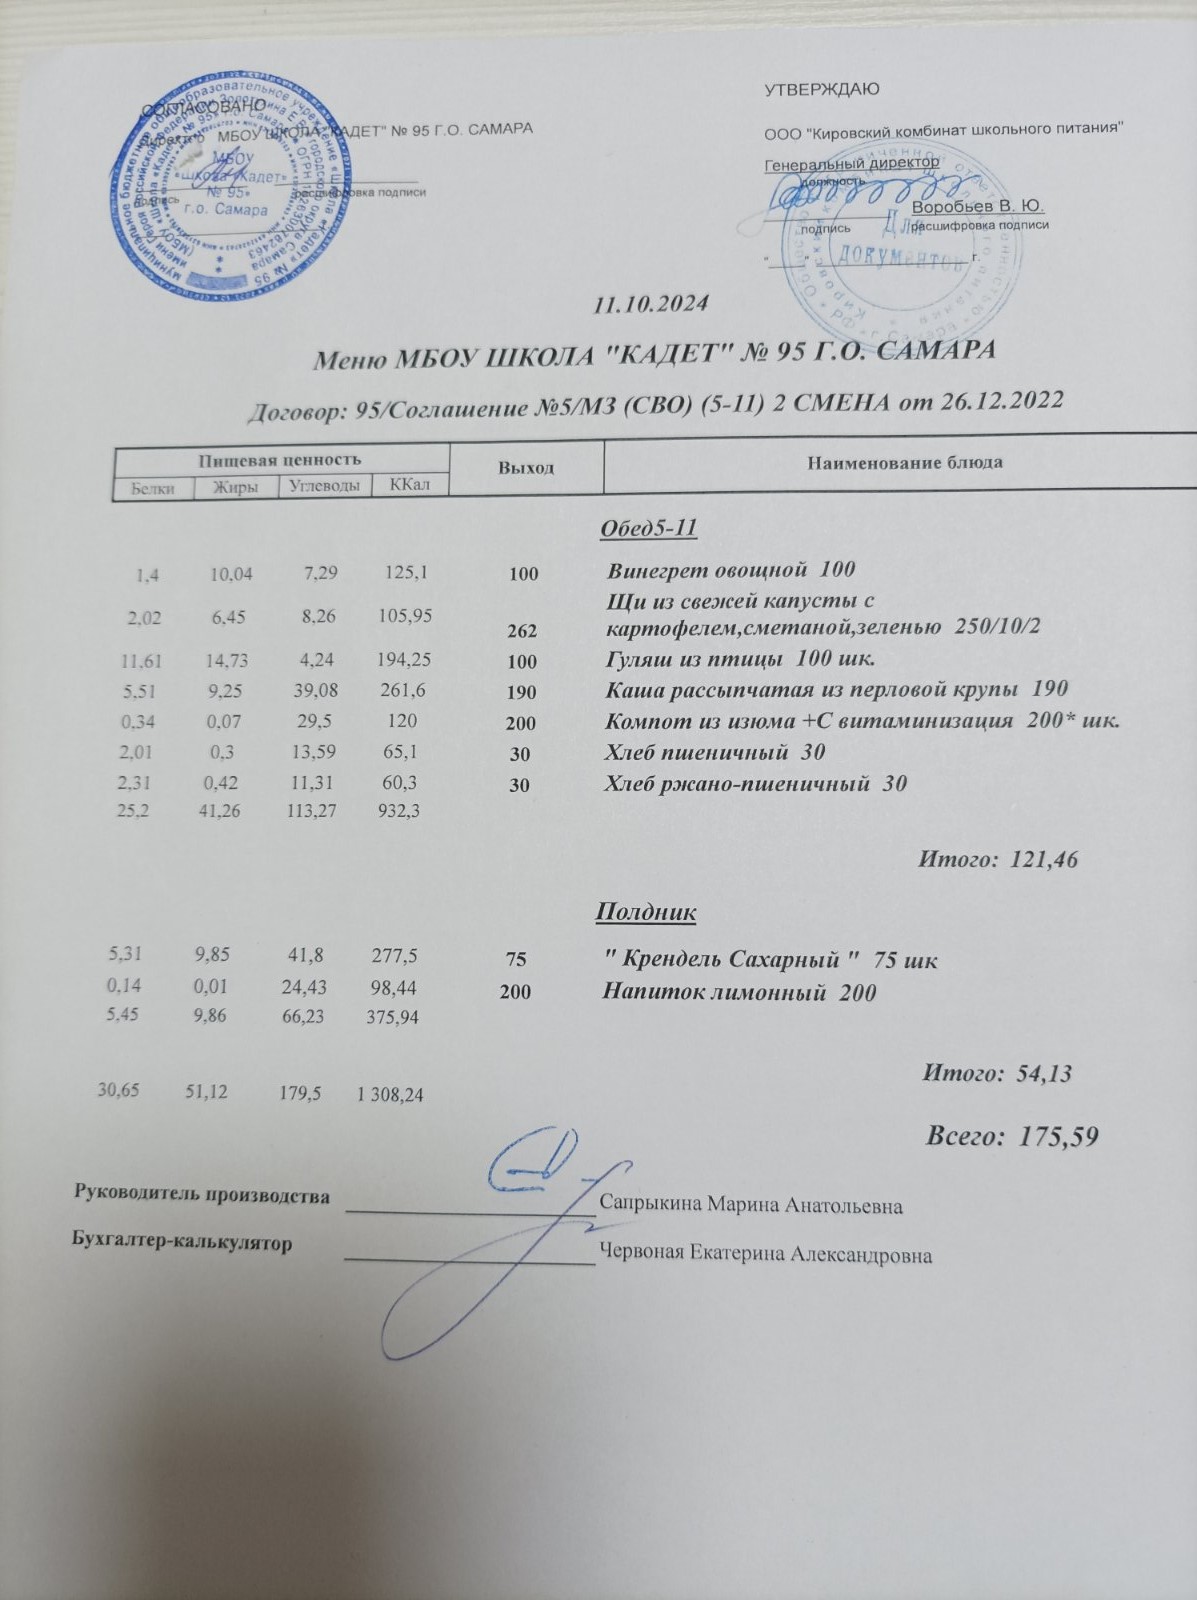 СОГЛАСОВАНО
Директор МБОУ ШКОЛА "КАДЕТ" № 95 Г.О. САМАРА
подпись расшифровка подписи
МБОУ
«Школа «Кадет»
№ 95»
г.о. Самара
УТВЕРЖДАЮ
ООО "Кировский комбинат школьного питания"
Генеральный директор
должность
Воробьев В. Ю.
подпись расшифровка подписи
г.
Для
документов
11.10.2024
Меню МБОУ ШКОЛА "КАДЕТ" № 95 Г.О. САМАРА
Договор: 95/Соглашение №5/МЗ (СВО) (5-11) 2 СМЕНА от 26.12.2022
Пищевая ценность Выход Наименование блюда
Белки Жиры Углеводы ККал
Обед5-11
1,4 10,04 7,29 125,1 100 Винегрет овощной 100
2,02 6,45 8,26 105,95 262 Щи из свежей капусты с
картофелем,сметаной,зеленью 250/10/2
11,61 14,73 4,24 194,25 100 Гуляш из птицы 100 шк.
5,51 9,25 39,08 261,6 190 Каша рассыпчатая из перловой крупы 190
0,34 0,07 29,5 120 200 Компот из изюма +С витаминизация 200* шк.
2,01 0,3 13,59 65,1 30 Хлеб пшеничный 30
2,31 0,42 11,31 60,3 30 Хлеб ржано-пшеничный 30
25,2 41,26 113,27 932,3
Итого: 121,46
Полдник
5,31 9,85 41,8 277,5 75 " Крендель Сахарный " 75 шк
0,14 0,01 24,43 98,44 200 Напиток лимонный 200
5,45 9,86 66,23 375,94
Итого: 54,13
30,65 51,12 179,5 1 308,24
Всего: 175,59
Руководитель производства Сапрыкина Марина Анатольевна
Бухгалтер-калькулятор Червоная Екатерина Александровна